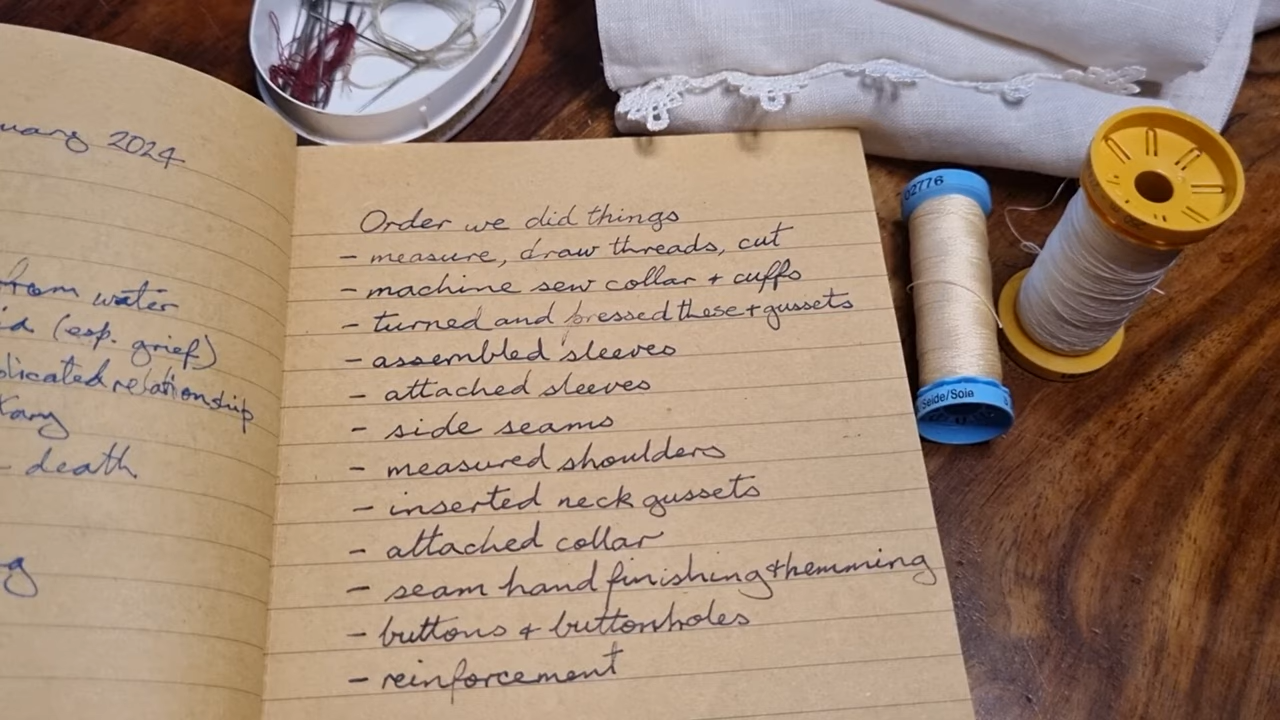 2024
from water
(esp. grief)
relationship
- death
Order we did things
- measure, draw threads, cut
- machine sew collar + cuffs
- turned and pressed these + gussets
- assembled sleeves
- attached sleeves
- side seams
- measured shoulders
- inserted neck gussets
- attached collar
- seam hand finishing + hemming
- buttons + buttonholes
- reinforcement
02776
Seide/Soie